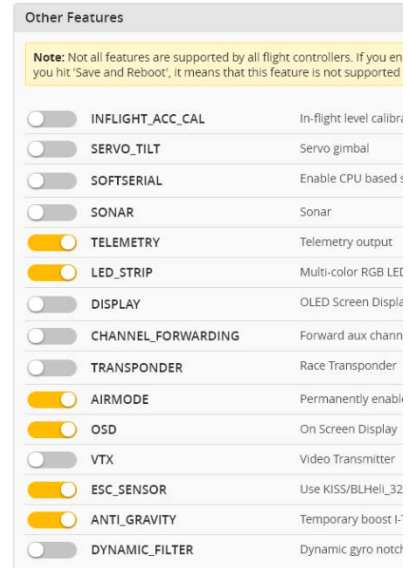 Other Features
Note: Not all features are supported by all flight controllers. If you en
you hit 'Save and Reboot', it means that this feature is not supported
INFLIGHT_ACC_CAL In-flight level calibra
SERVO_TILT Servo gimbal
SOFTSERIAL Enable CPU based s
SONAR Sonar
TELEMETRY Telemetry output
LED_STRIP Multi-color RGB LED
DISPLAY OLED Screen Displa
CHANNEL_FORWARDING Forward aux chann
TRANSPONDER Race Transponder
AIRMODE Permanently enable
OSD On Screen Display
VTX Video Transmitter
ESC_SENSOR Use KISS/BLHeli_32
ANTI_GRAVITY Temporary boost I-T
DYNAMIC_FILTER Dynamic gyro notch